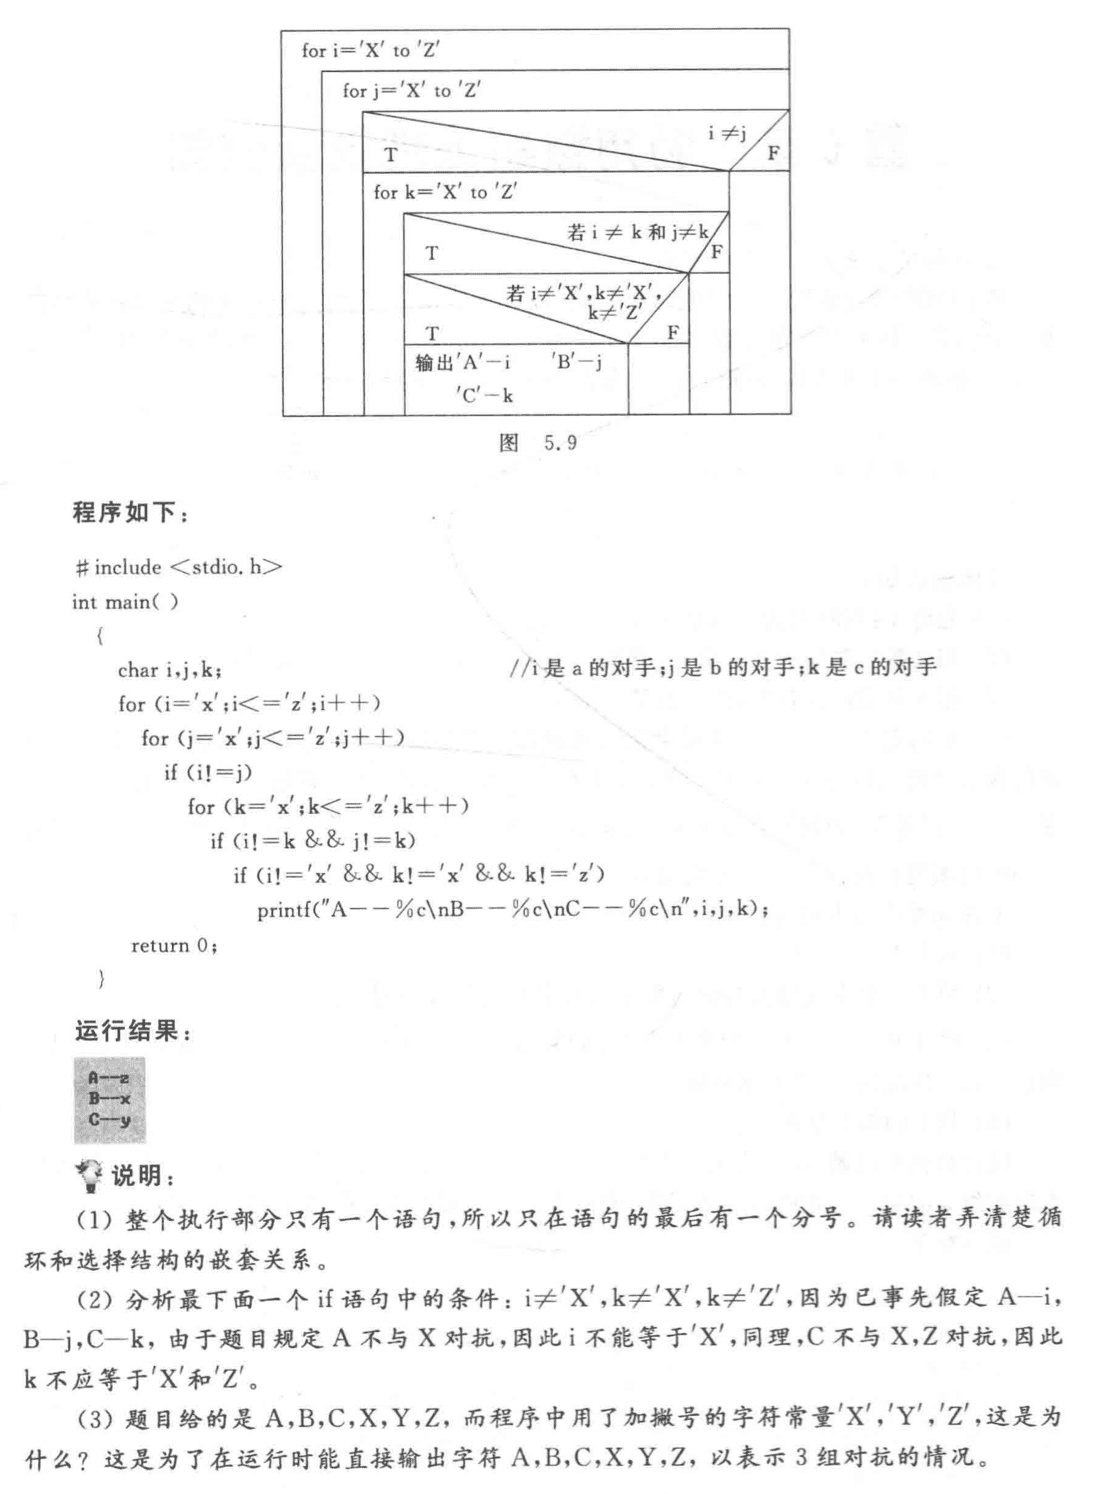 for i='X' to 'Z'
for j='X' to 'Z'
i≠j
T
F
for k='X' to 'Z'
若 i≠k 和 j≠k
T
F
若 i≠'X',k≠'X',
k≠'Z'
T
F
输出'A'—i 'B'—j
'C'—k
图 5.9
程序如下:
#include <stdio.h>
int main( )
{
char i,j,k; //i 是 a 的对手;j 是 b 的对手;k 是 c 的对手
for (i='x';i<='z';i++)
for (j='x';j<='z';j++)
if (i!=j)
for (k='x';k<='z';k++)
if (i!=k && j!=k)
if (i!='x' && k!='x' && k!='z')
printf("A--%c\nB--%c\nC--%c\n",i,j,k);
return 0;
}
运行结果:
A--z
B--x
C--y
说明:
(1) 整个执行部分只有一个语句,所以只在语句的最后有一个分号。请读者弄清楚循
环和选择结构的嵌套关系。
(2) 分析最下面一个 if 语句中的条件: i≠'X',k≠'X',k≠'Z',因为已事先假定 A—i,
B—j,C—k, 由于题目规定 A 不与 X 对抗,因此 i 不能等于'X',同理,C 不与 X,Z 对抗,因此
k 不应等于'X'和'Z'。
(3) 题目给的是 A,B,C,X,Y,Z, 而程序中用了加撇号的字符常量'X','Y','Z',这是为
什么? 这是为了在运行时能直接输出字符 A,B,C,X,Y,Z, 以表示 3 组对抗的情况。